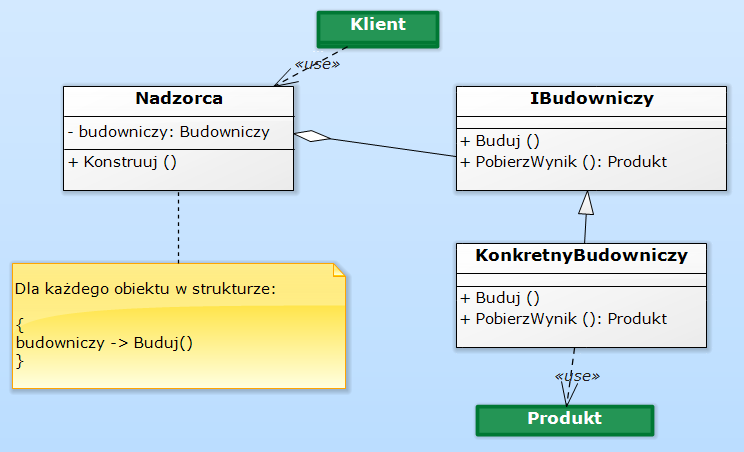 Klient
«use»
Nadzorca
- budowniczy: Budowniczy
+ Konstruuj ()
IBudowniczy
+ Buduj ()
+ PobierzWynik (): Produkt
Dla każdego obiektu w strukturze:
{
budowniczy -> Buduj()
}
KonkretnyBudowniczy
+ Buduj ()
+ PobierzWynik (): Produkt
«use»
Produkt